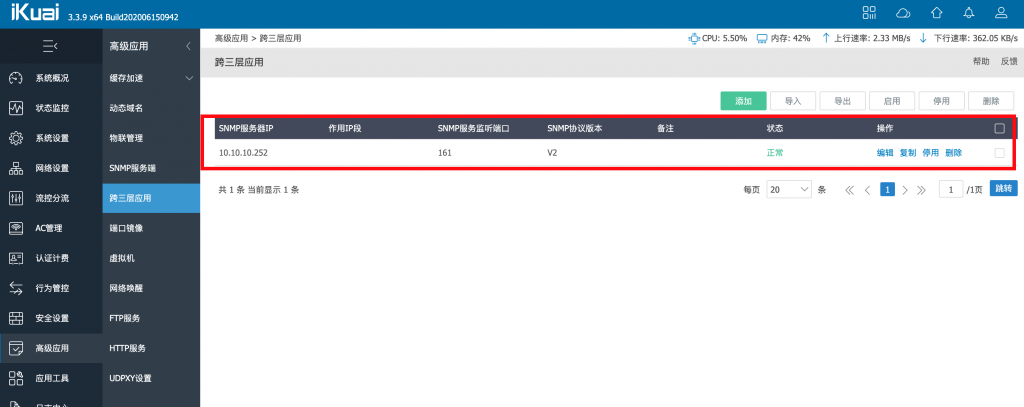 iKuai 3.3.9 x64 Build202006150942
高级应用
高级应用 > 跨三层应用
CPU: 5.50% 内存: 42% 上行速率: 2.33 MB/s 下行速率: 362.05 KB/s
跨三层应用
帮助 反馈
系统概况
状态监控
系统设置
网络设置
流控分流
AC管理
认证计费
行为管控
安全设置
高级应用
应用工具
日志中心
缓存加速
动态域名
物联管理
SNMP服务端
跨三层应用
端口镜像
虚拟机
网络唤醒
FTP服务
HTTP服务
UDPXY设置
添加 导入 导出 启用 停用 删除
SNMP服务器IP 作用IP段 SNMP服务监听端口 SNMP协议版本 备注 状态 操作
10.10.10.252 161 V2 正常 编辑 复制 停用 删除
共 1 条 当前显示 1 条
每页 20 条 1 1 /1页 跳转